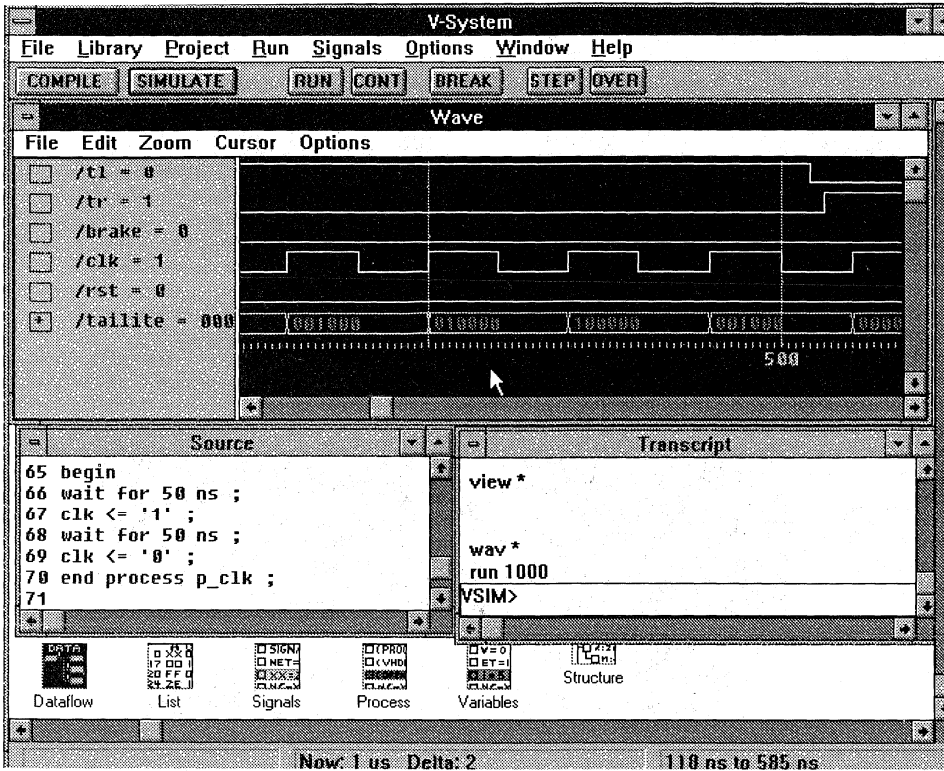 V-System
File Library Project Run Signals Options Window Help
COMPILE SIMULATE RUN CONT BREAK STEP OVER
Wave
File Edit Zoom Cursor Options
/tl = 0
/tr = 1
/brake = 0
/clk = 1
/rst = 0
/tailite = 000
001000 010000 100000 001000 0000
500
Source
65 begin
66 wait for 50 ns ;
67 clk <= '1' ;
68 wait for 50 ns ;
69 clk <= '0' ;
70 end process p_clk ;
71
Transcript
view *
wav *
run 1000
VSIM>
Dataflow List Signals Process Variables Structure
Now: 1 us Delta: 2 118 ns to 585 ns